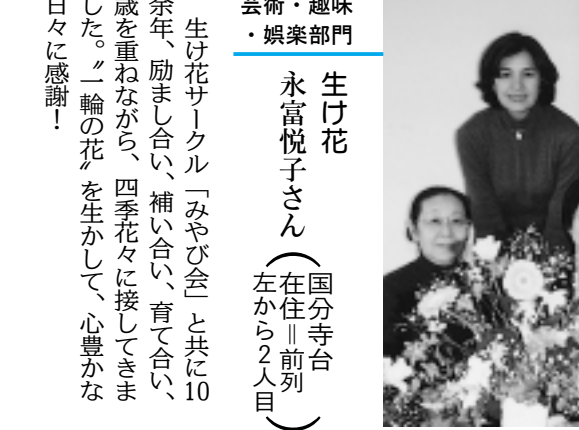 芸術・趣味
・娯楽部門
生け花
永富悦子さん
(国分寺台
在住＝前列
左から2人目)
生け花サークル「みやび会」と共に10
余年、励まし合い、補い合い、育て合い、
歳を重ねながら、四季花々に接してきま
した。〝一輪の花〟を生かして、心豊かな
日々に感謝！